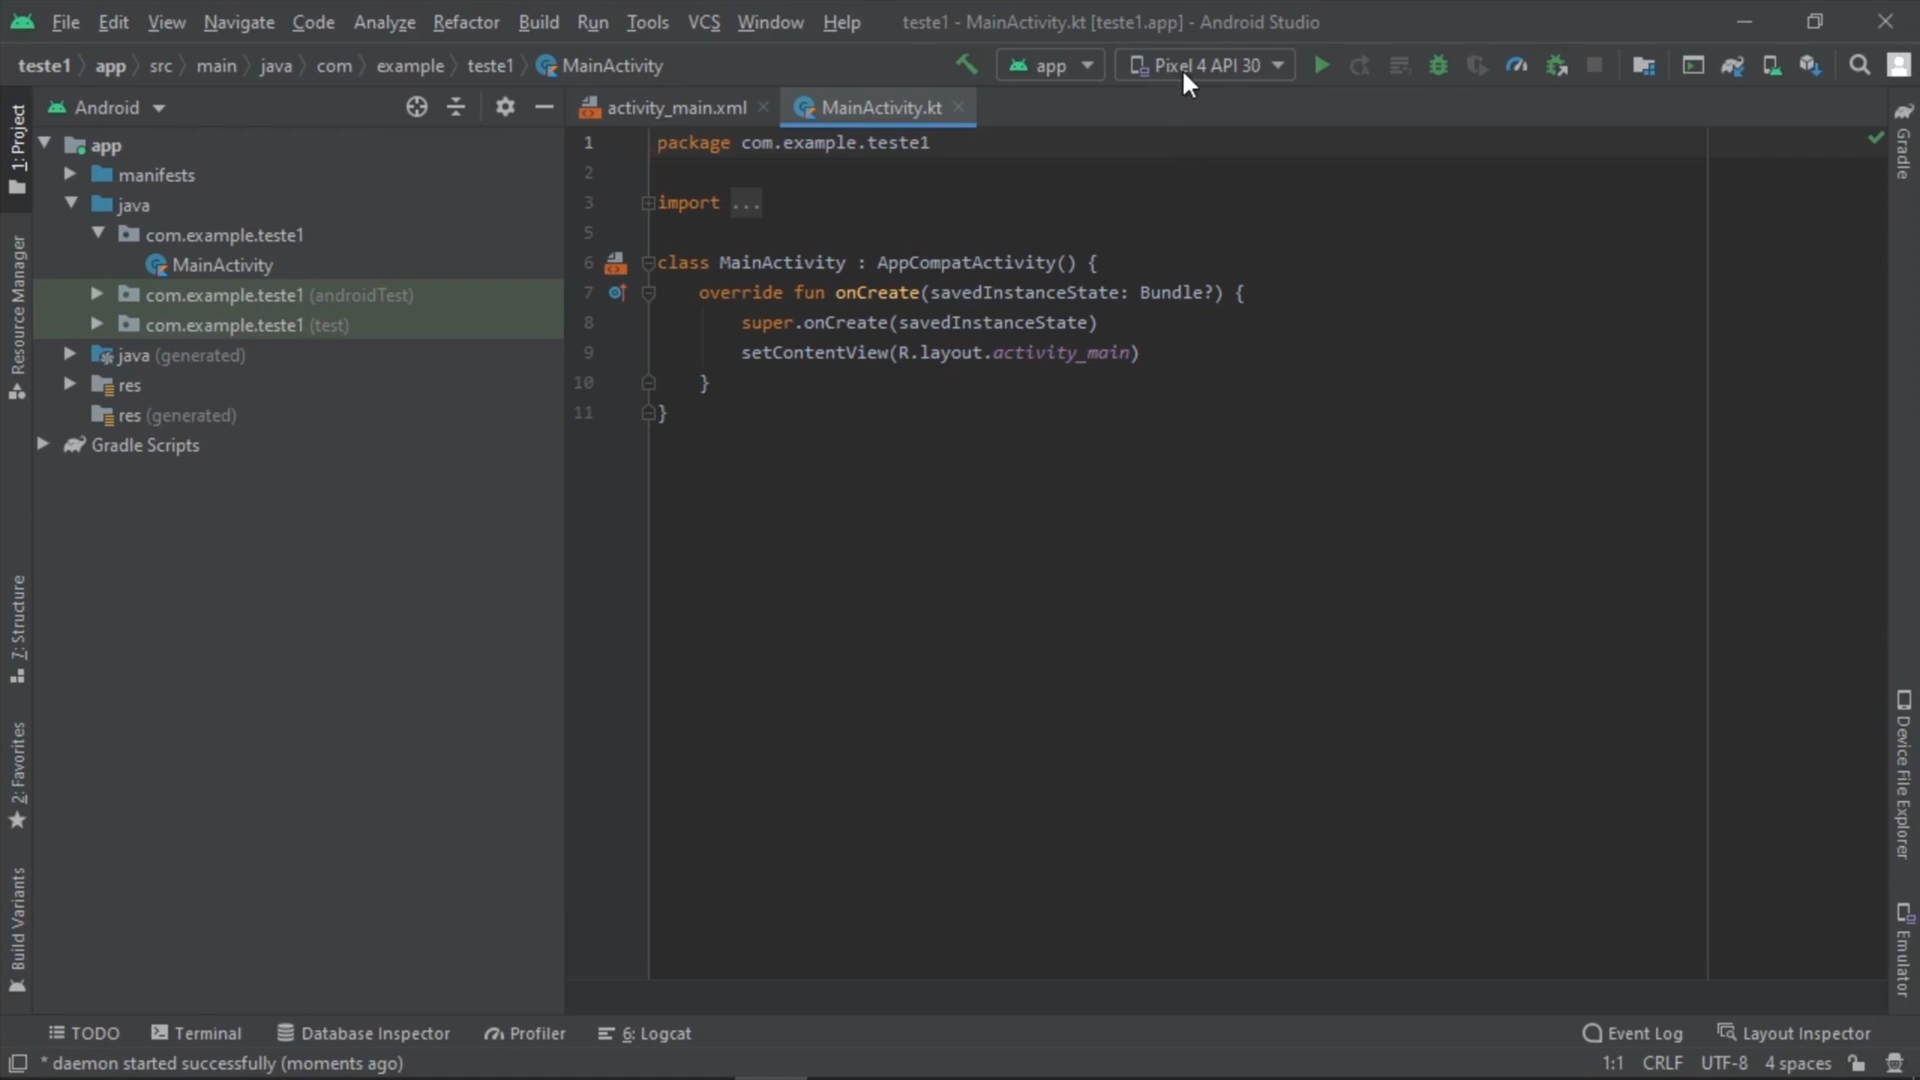 File Edit View Navigate Code Analyze Refactor Build Run Tools VCS Window Help teste1 - MainActivity.kt [teste1.app] - Android Studio
teste1 app src main java com example teste1 MainActivity app Pixel 4 API 30
1: Project
Resource Manager
7: Structure
2: Favorites
Build Variants
Android
app
manifests
java
com.example.teste1
MainActivity
com.example.teste1 (androidTest)
com.example.teste1 (test)
java (generated)
res
res (generated)
Gradle Scripts
activity_main.xml MainActivity.kt
1 package com.example.teste1
2
3 import ...
4
5
6 class MainActivity : AppCompatActivity() {
7 override fun onCreate(savedInstanceState: Bundle?) {
8 super.onCreate(savedInstanceState)
9 setContentView(R.layout.activity_main)
10 }
11 }
Gradle
Device File Explorer
Emulator
TODO Terminal Database Inspector Profiler 6: Logcat Event Log Layout Inspector
* daemon started successfully (moments ago) 1:1 CRLF UTF-8 4 spaces